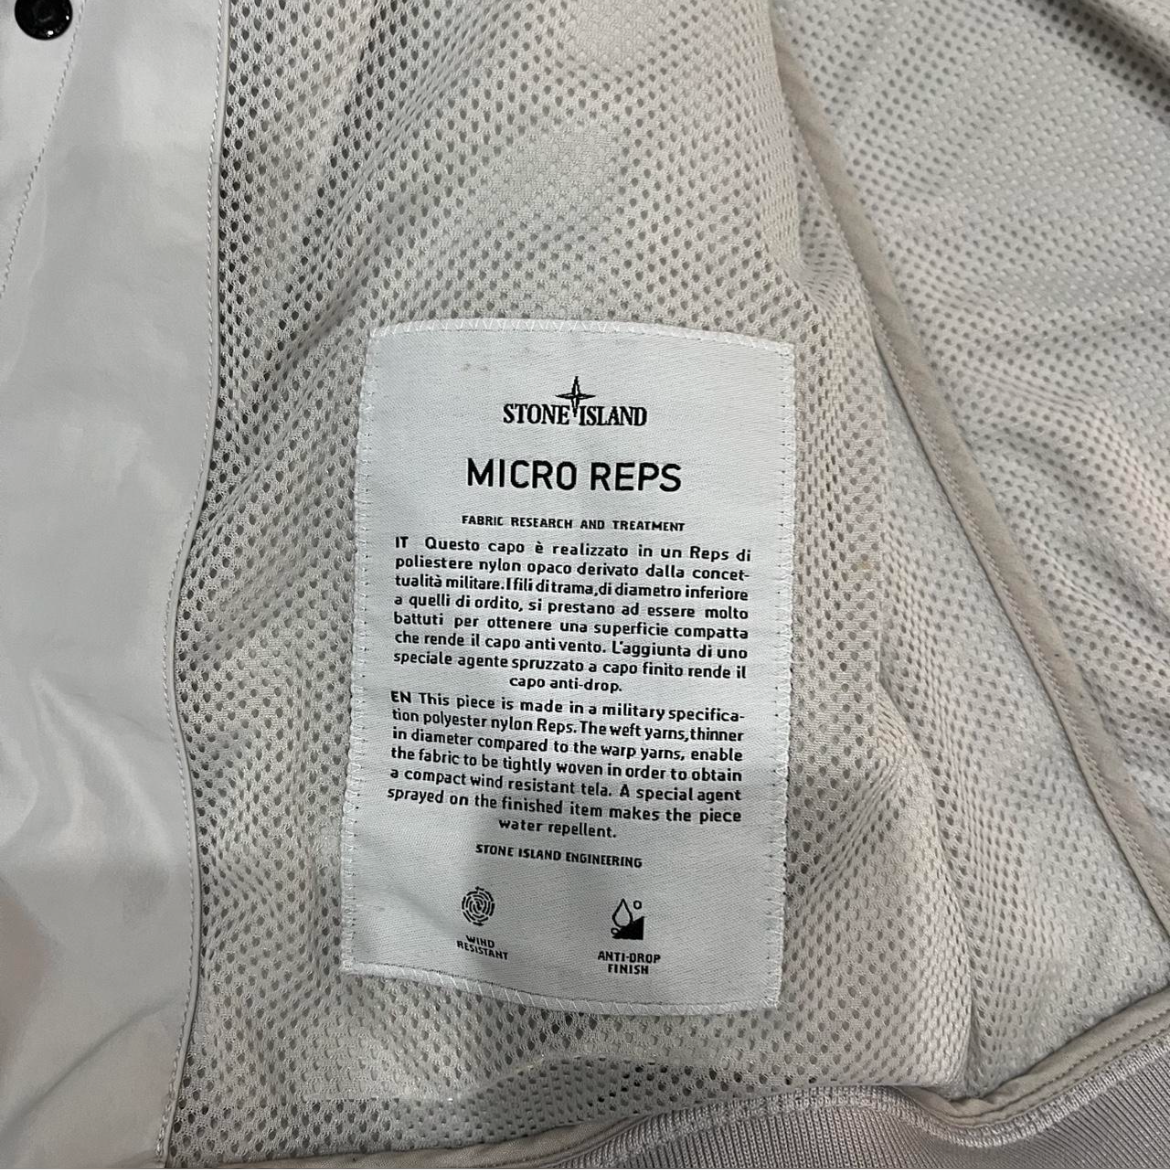 STONE ISLAND
MICRO REPS
FABRIC RESEARCH AND TREATMENT
IT Questo capo è realizzato in un Reps di
poliestere nylon opaco derivato dalla concet-
tualità militare. I fili di trama, di diametro inferiore
a quelli di ordito, si prestano ad essere molto
battuti per ottenere una superficie compatta
che rende il capo anti vento. L'aggiunta di uno
speciale agente spruzzato a capo finito rende il
capo anti-drop.
EN This piece is made in a military specifica-
tion polyester nylon Reps. The weft yarns, thinner
in diameter compared to the warp yarns, enable
the fabric to be tightly woven in order to obtain
a compact wind resistant tela. A special agent
sprayed on the finished item makes the piece
water repellent.
STONE ISLAND ENGINEERING
WIND
RESISTANT
ANTI-DROP
FINISH